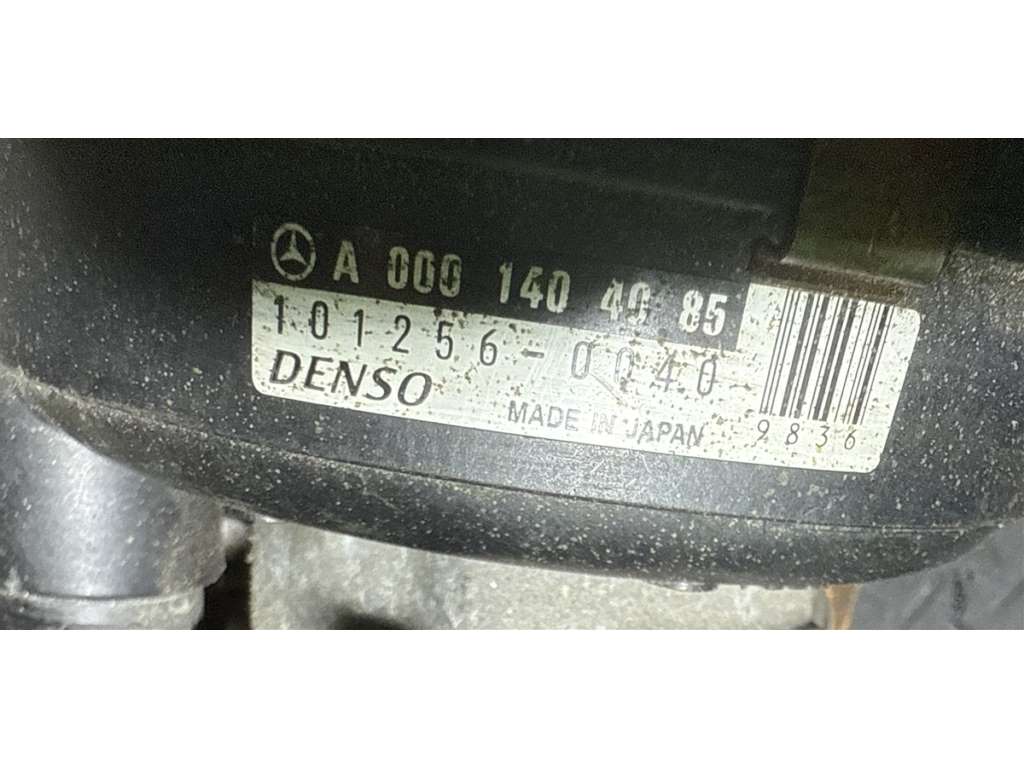 A 000 140 40 85
101256-0040
DENSO
MADE IN JAPAN
9836